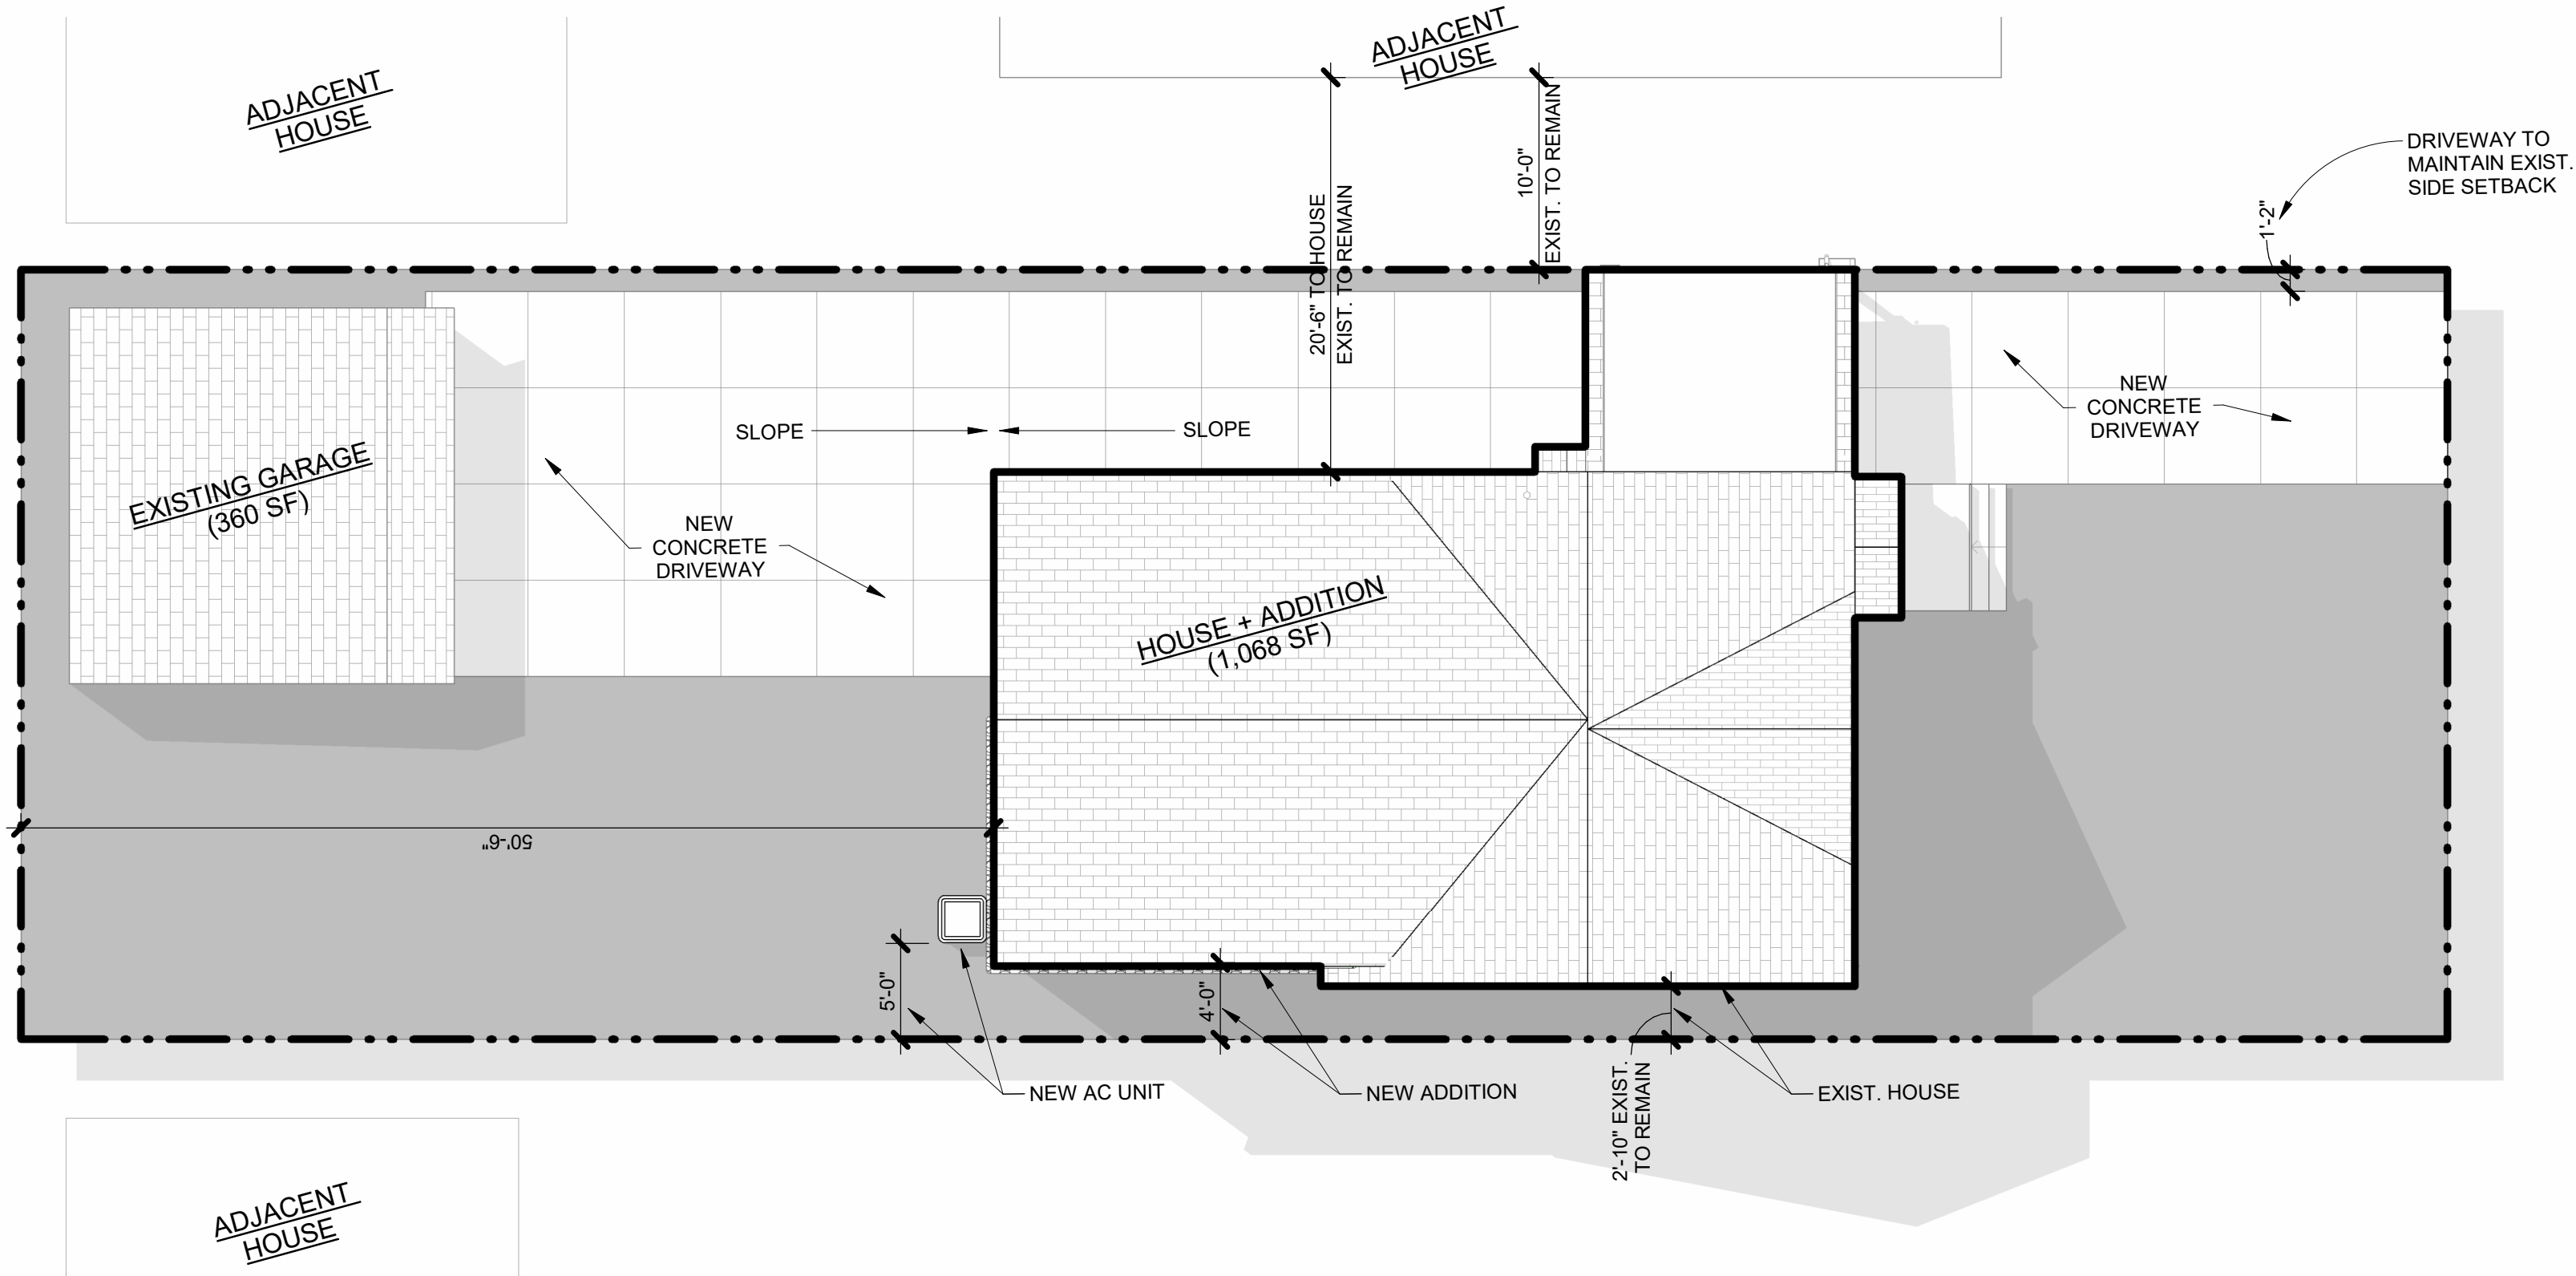 ADJACENT
HOUSE
ADJACENT
HOUSE
DRIVEWAY TO
MAINTAIN EXIST.
SIDE SETBACK
1'-2"
10'-0"
EXIST. TO REMAIN
20'-6" TO HOUSE
EXIST. TO REMAIN
NEW
CONCRETE
DRIVEWAY
SLOPE
SLOPE
EXISTING GARAGE
(360 SF)
NEW
CONCRETE
DRIVEWAY
HOUSE + ADDITION
(1,068 SF)
50'-6"
5'-0"
4'-0"
NEW AC UNIT
NEW ADDITION
2'-10" EXIST.
TO REMAIN
EXIST. HOUSE
ADJACENT
HOUSE